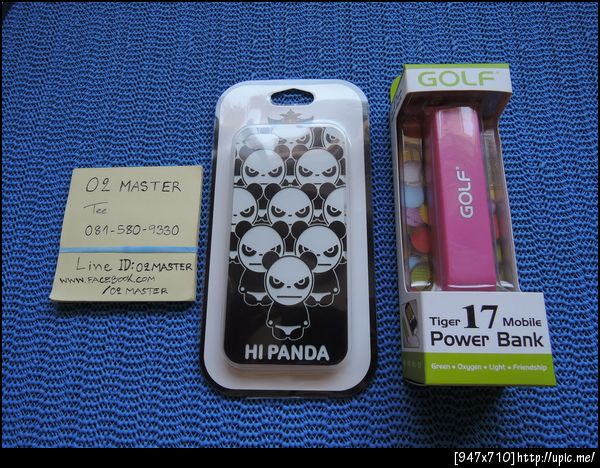 O2 MASTER
Tee
081-580-9330
Line ID: O2MASTER
www.FACEBOOK.com
/O2 MASTER
HI PANDA
GOLF
GOLF
Tiger 17 Mobile
Power Bank
Green • Oxygen • Light • Friendship
[947x710]http://upic.me/